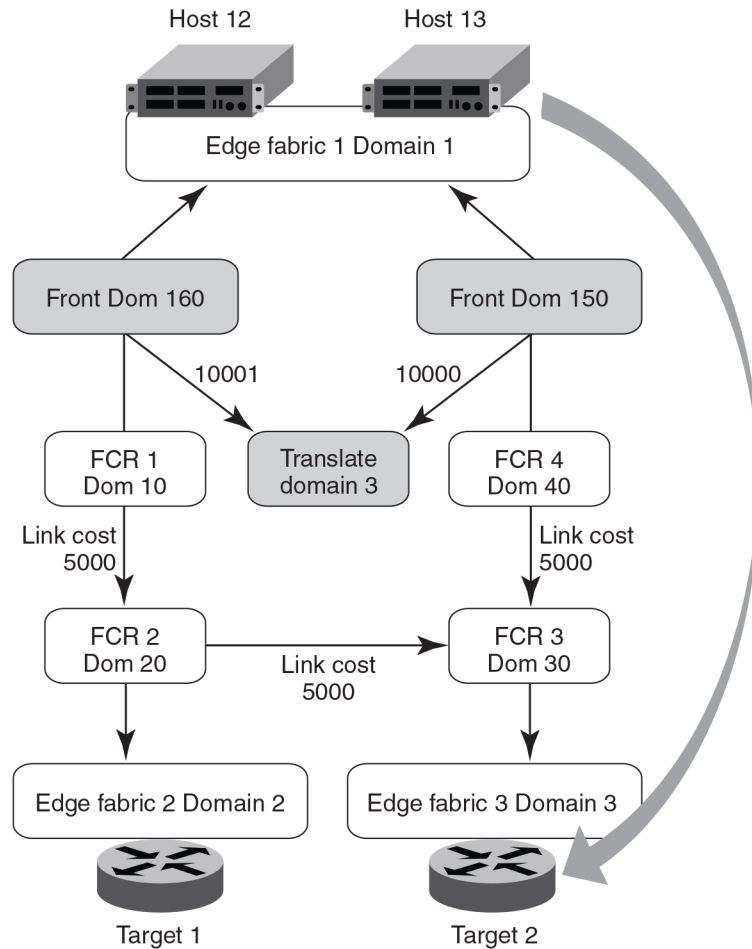 Host 12
Host 13
Edge fabric 1 Domain 1
Front Dom 160
Front Dom 150
10001
10000
FCR 1
Dom 10
Translate
domain 3
FCR 4
Dom 40
Link cost
5000
Link cost
5000
FCR 2
Dom 20
FCR 3
Dom 30
Link cost
5000
Edge fabric 2 Domain 2
Edge fabric 3 Domain 3
Target 1
Target 2